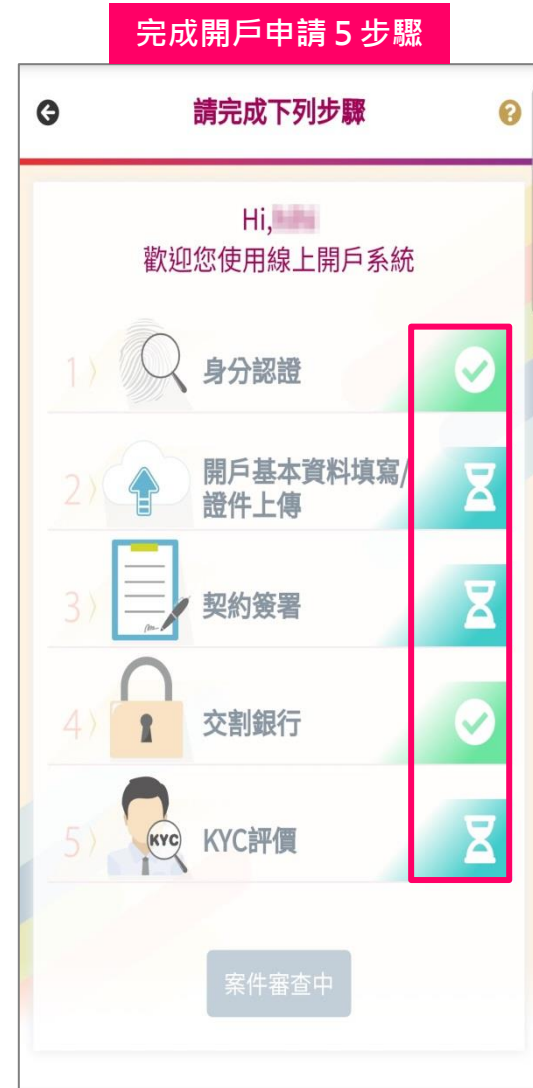 完成開戶申請5步驟
請完成下列步驟
?
Hi,
歡迎您使用線上開戶系統
1)
身分認證
2)
開戶基本資料填寫/
證件上傳
3)
契約簽署
4)
交割銀行
5)
KYC
KYC評價
案件審查中